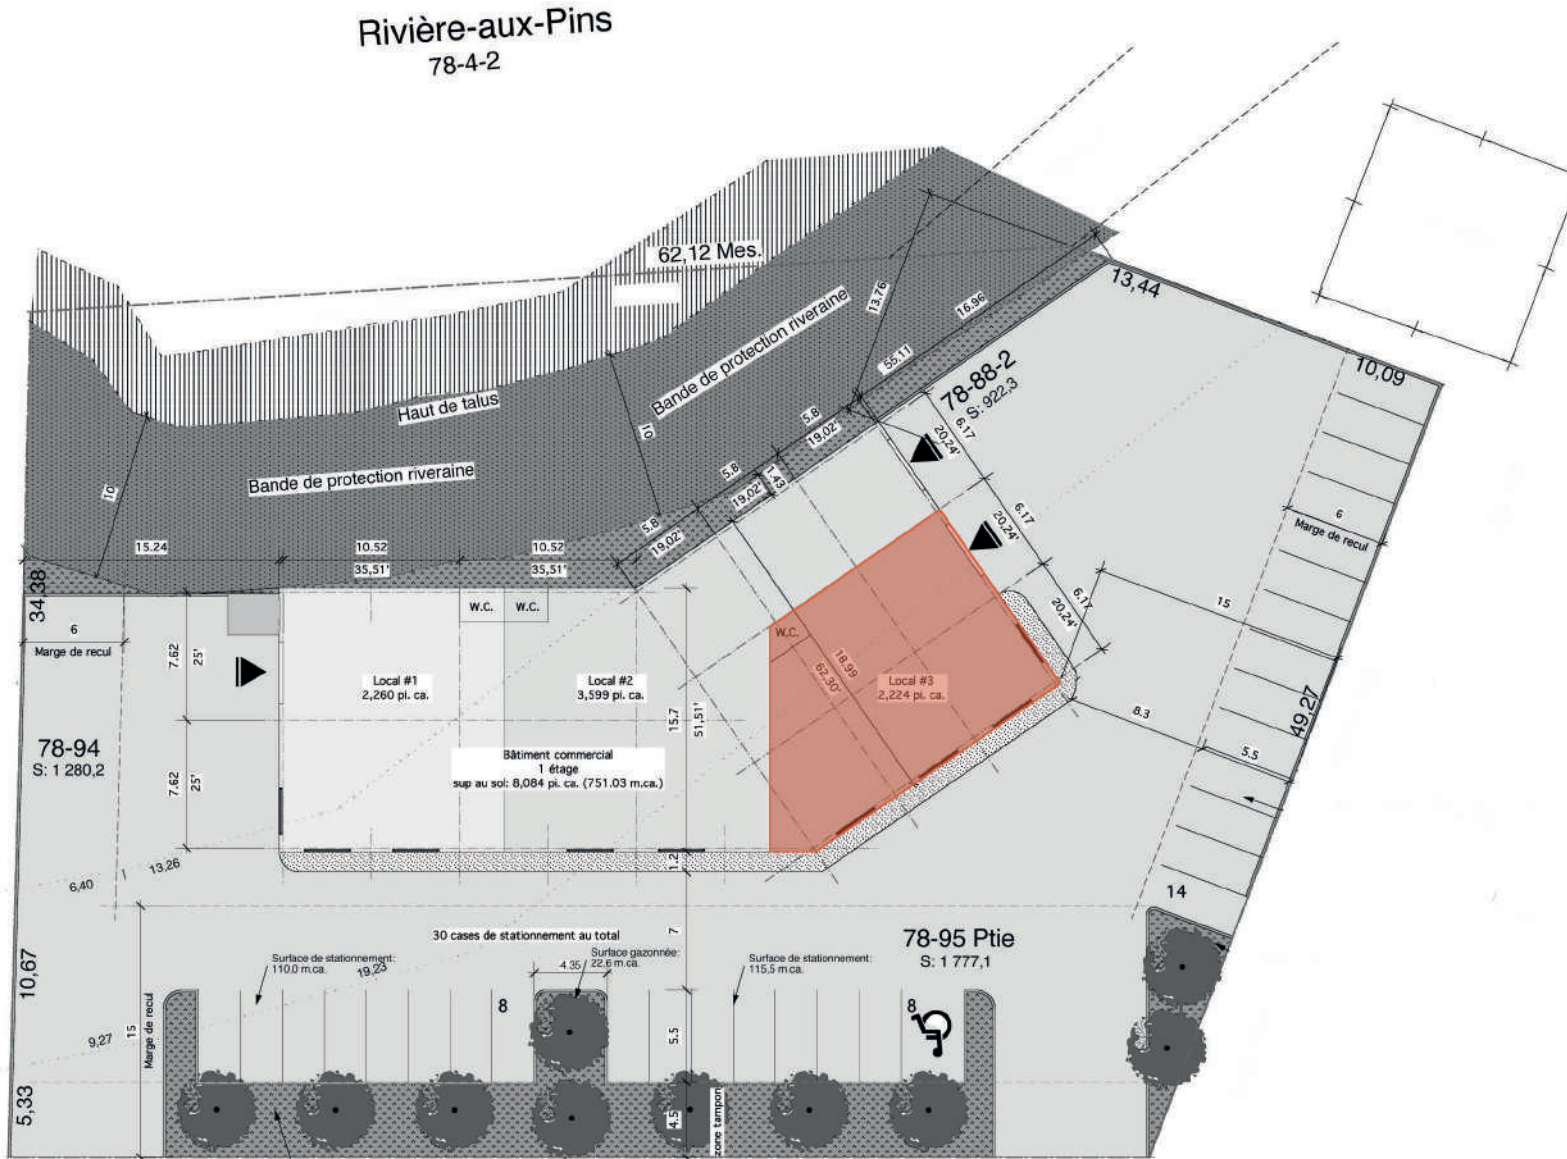 Rivière-aux-Pins
78-4-2
62,12 Mes.
13,44
10,09
13.76
16.96
55.11
78-88-2
S: 922,3
Haut de talus
Bande de protection riveraine
Bande de protection riveraine
10
10
5.8
19,02'
5.8
19,02'
1.43
5.8
19,02'
6.17
20,24'
6.17
20,24'
6.17
20,24'
6
Marge de recul
15.24
10.52
35,51'
10.52
35,51'
34,38
6
Marge de recul
7.62
25'
7.62
25'
W.C.
W.C.
W.C.
Local #1
2,260 pi. ca.
Local #2
3,599 pi. ca.
Local #3
2,224 pi. ca.
18.99
62,30'
15.7
51,51'
15
8.3
5.5
49,27
78-94
S: 1 280,2
Bâtiment commercial
1 étage
sup au sol: 8,084 pi. ca. (751.03 m.ca.)
1.2
6,40
13,26
14
30 cases de stationnement au total
7
78-95 Ptie
S: 1 777,1
Surface de stationnement:
110,0 m.ca.
19,23
4.35
Surface gazonnée:
22,6 m.ca.
Surface de stationnement:
115,5 m.ca.
10,67
15
Marge de recul
9,27
8
8
5.5
4.5
zone tampon
5,33